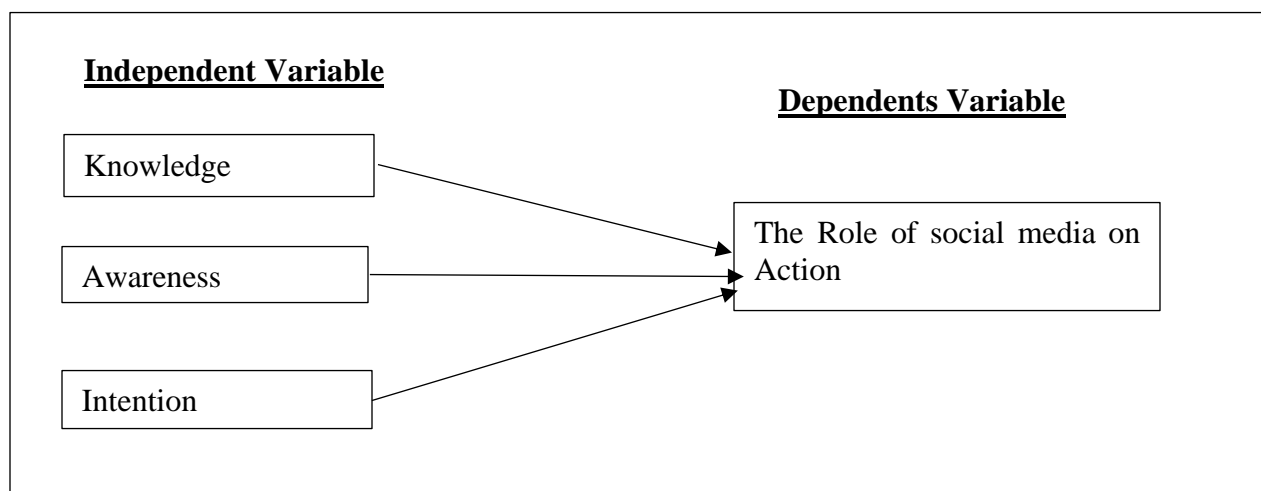 Independent Variable
Dependents Variable
Knowledge
The Role of social media on
Action
Awareness
Intention